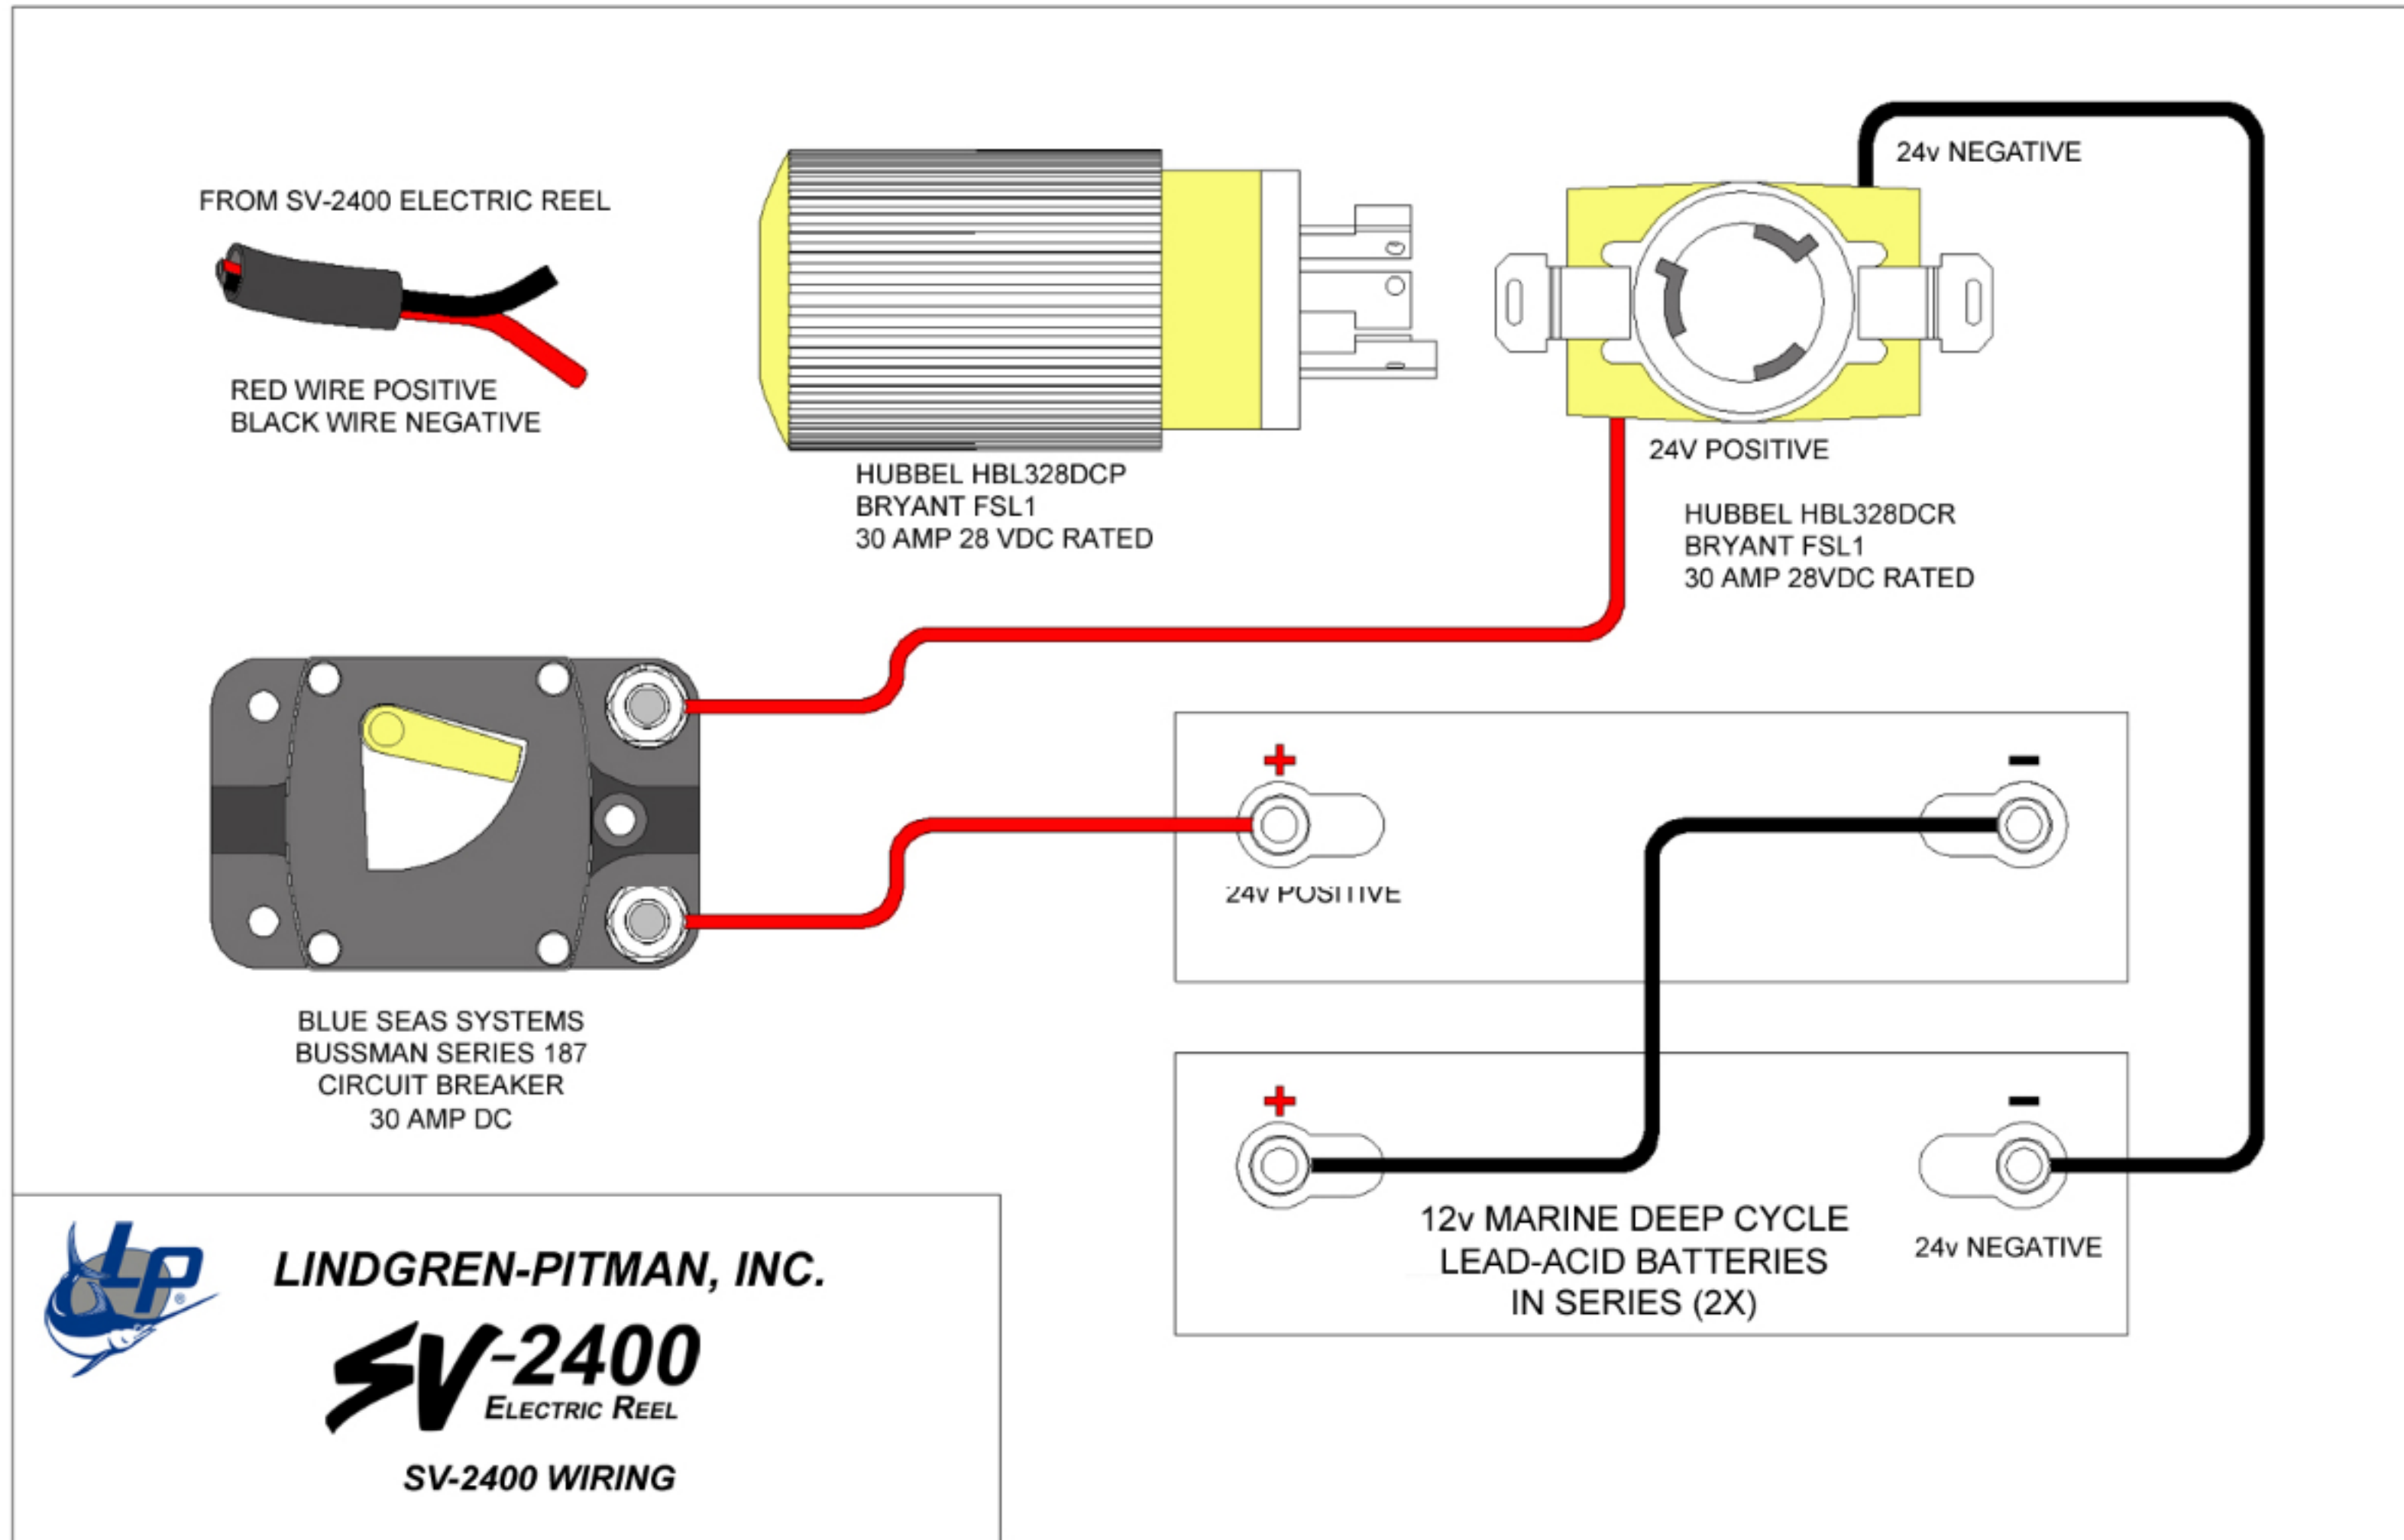 FROM SV-2400 ELECTRIC REEL
RED WIRE POSITIVE
BLACK WIRE NEGATIVE
HUBBEL HBL328DCP
BRYANT FSL1
30 AMP 28 VDC RATED
24v NEGATIVE
24V POSITIVE
HUBBEL HBL328DCR
BRYANT FSL1
30 AMP 28VDC RATED
BLUE SEAS SYSTEMS
BUSSMAN SERIES 187
CIRCUIT BREAKER
30 AMP DC
+ −
24v POSITIVE
+ −
12v MARINE DEEP CYCLE
LEAD-ACID BATTERIES
IN SERIES (2X)
24v NEGATIVE
LP®
LINDGREN-PITMAN, INC.
SV-2400
ELECTRIC REEL
SV-2400 WIRING